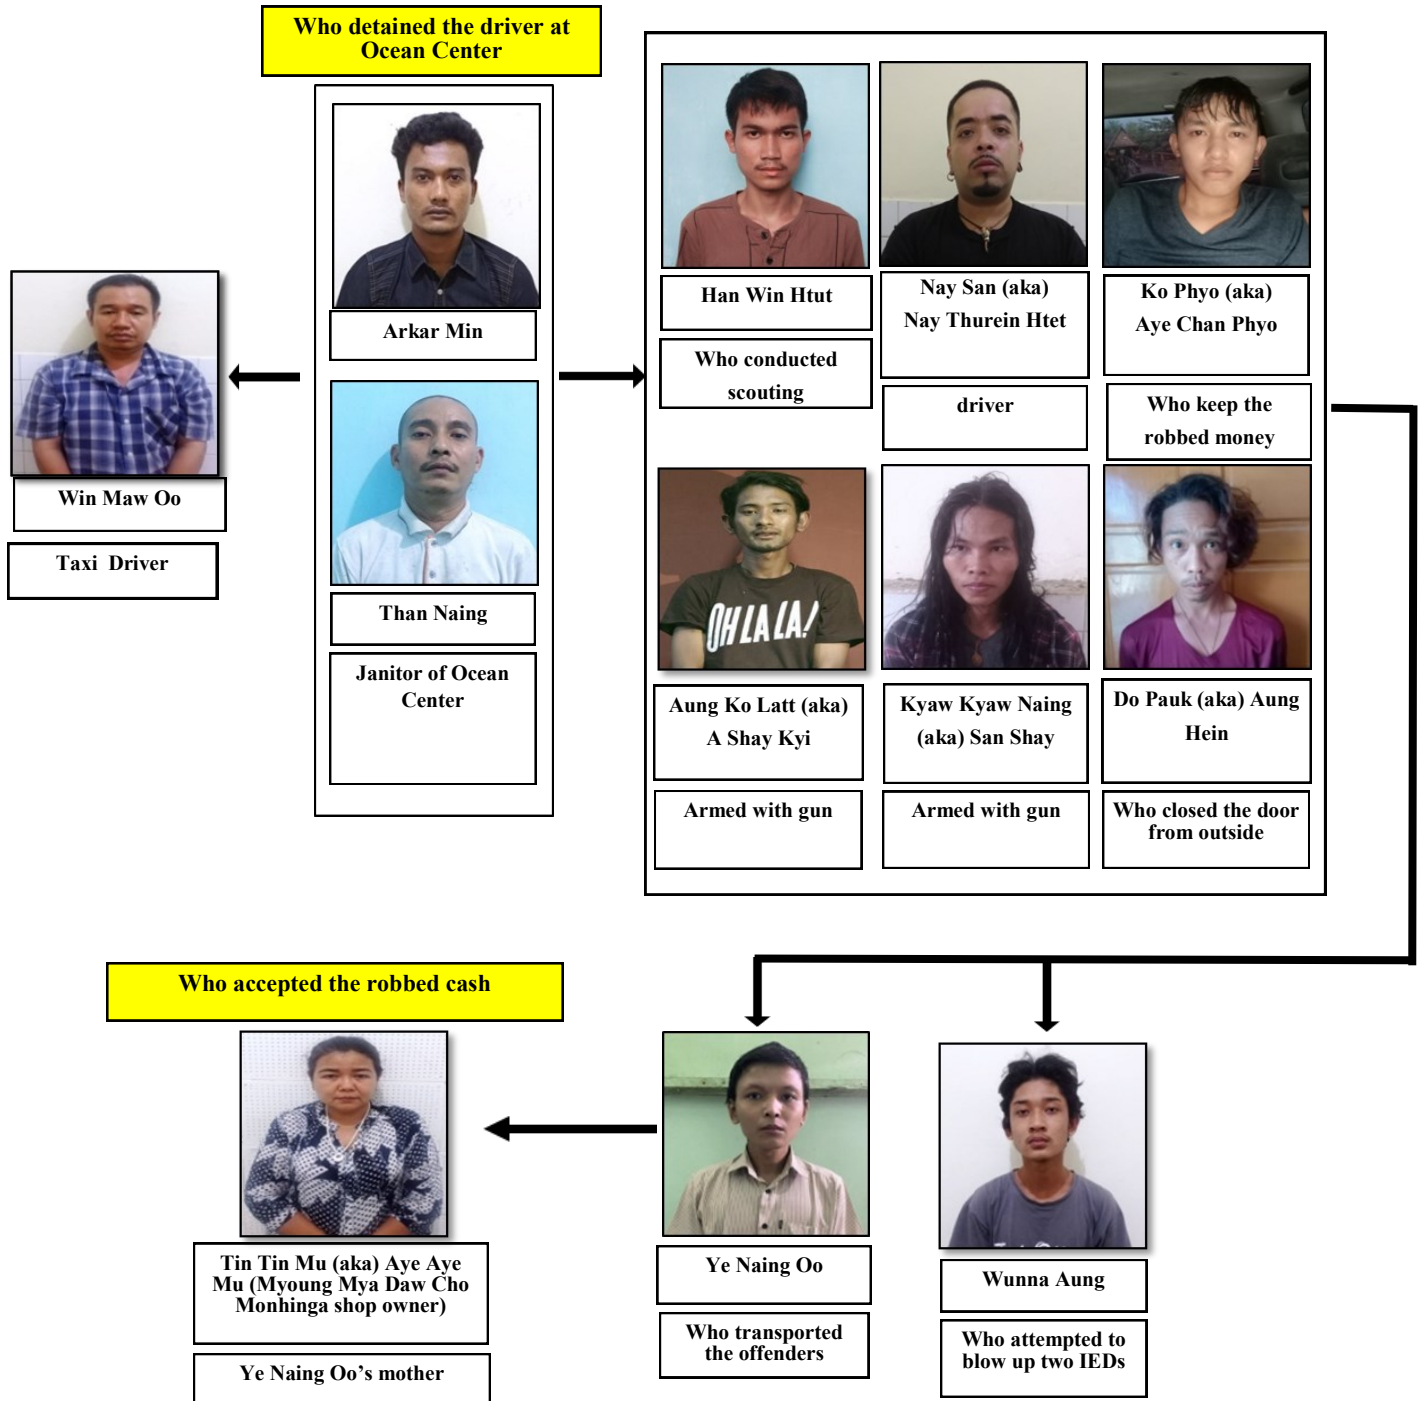 Who detained the driver at
Ocean Center
Arkar Min
Than Naing
Janitor of Ocean
Center
Win Maw Oo
Taxi Driver
Han Win Htut
Who conducted
scouting
Nay San (aka)
Nay Thurein Htet
driver
Ko Phyo (aka)
Aye Chan Phyo
Who keep the
robbed money
OH LA LA!
Aung Ko Latt (aka)
A Shay Kyi
Armed with gun
Kyaw Kyaw Naing
(aka) San Shay
Armed with gun
Do Pauk (aka) Aung
Hein
Who closed the door
from outside
Who accepted the robbed cash
Tin Tin Mu (aka) Aye Aye
Mu (Myoung Mya Daw Cho
Monhinga shop owner)
Ye Naing Oo’s mother
Ye Naing Oo
Who transported
the offenders
Wunna Aung
Who attempted to
blow up two IEDs